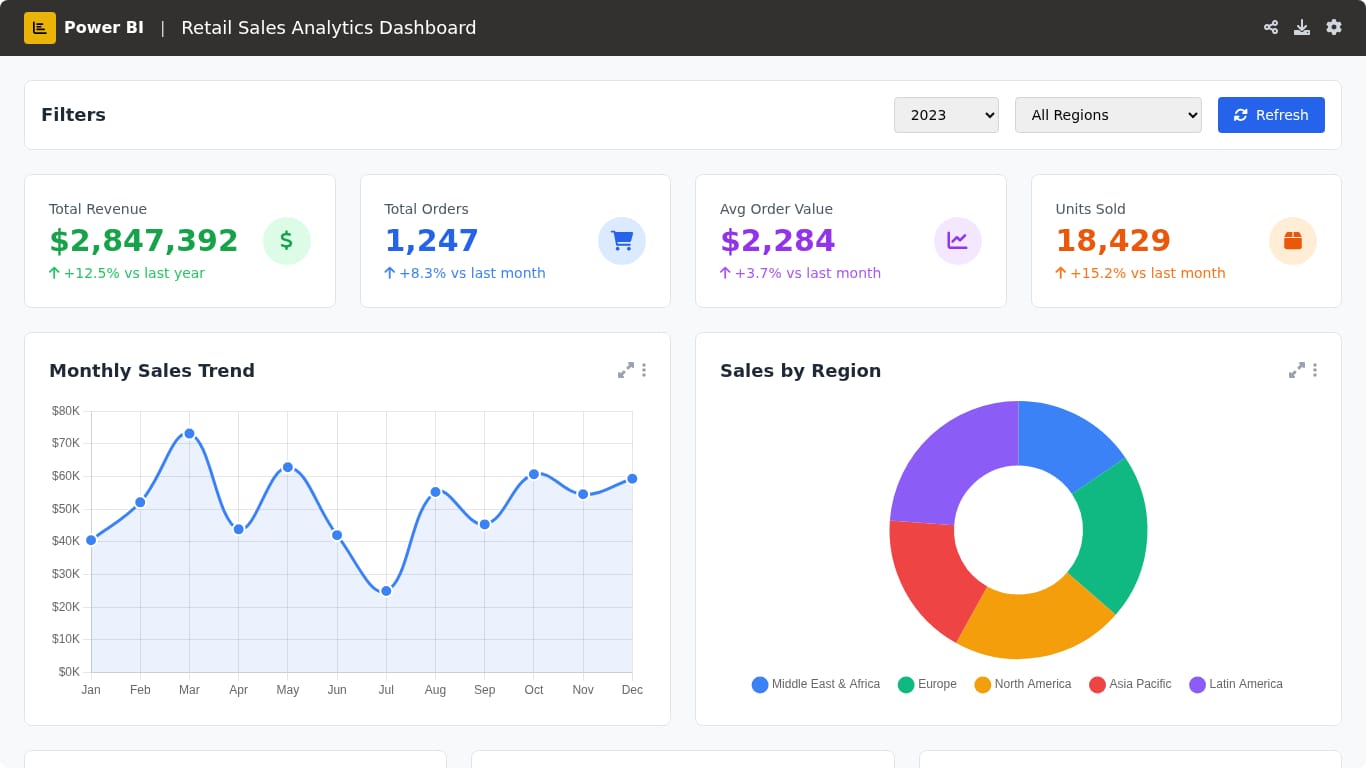 Power BI | Retail Sales Analytics Dashboard
Filters
2023
All Regions
Refresh
Total Revenue
$2,847,392
+12.5% vs last year
Total Orders
1,247
+8.3% vs last month
Avg Order Value
$2,284
+3.7% vs last month
Units Sold
18,429
+15.2% vs last month
Monthly Sales Trend
$80K
$70K
$60K
$50K
$40K
$30K
$20K
$10K
$0K
Jan Feb Mar Apr May Jun Jul Aug Sep Oct Nov Dec
Sales by Region
Middle East & Africa Europe North America Asia Pacific Latin America